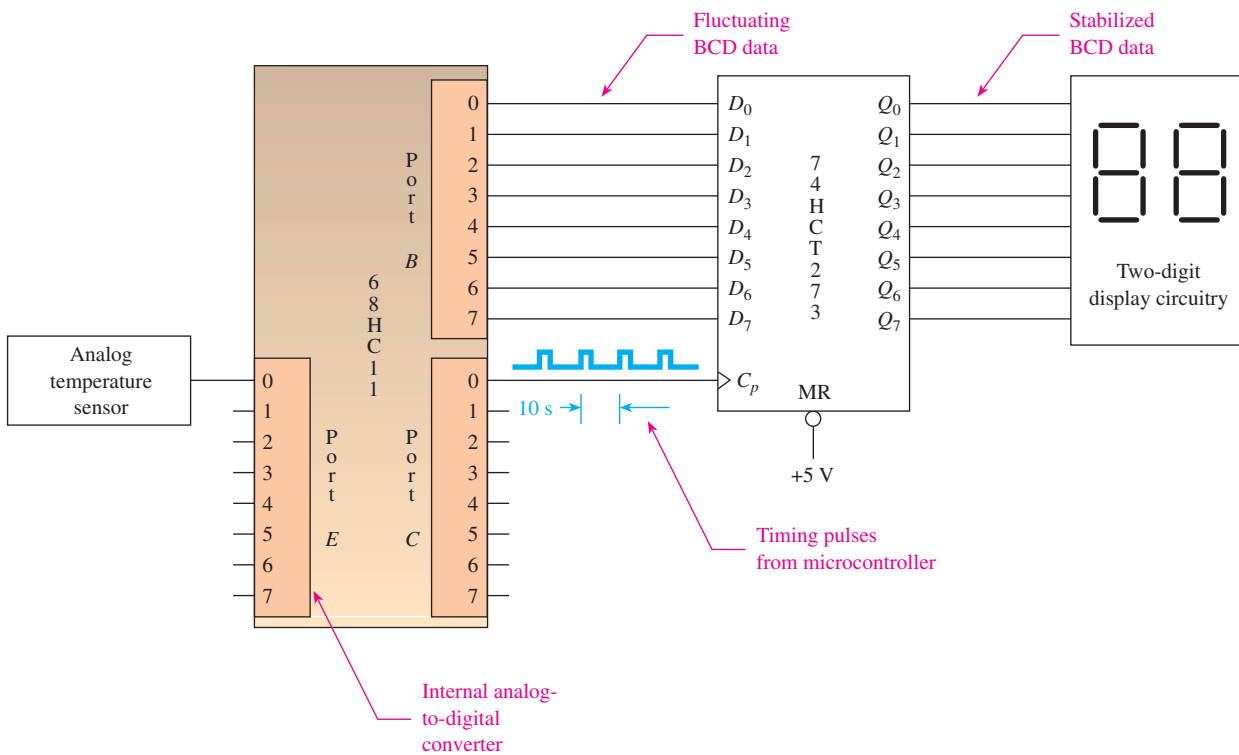 Fluctuating
BCD data
Stabilized
BCD data
0
1
2
3
4
5
6
7
Port B
68HC11
D0
D1
D2
D3
D4
D5
D6
D7
74HCT273
Q0
Q1
Q2
Q3
Q4
Q5
Q6
Q7
Two-digit
display circuitry
Analog
temperature
sensor
0
1
2
3
4
5
6
7
Port E
Port C
0
1
2
3
4
5
6
7
10 s
Cp
MR
+5 V
Timing pulses
from microcontroller
Internal analog-
to-digital
converter